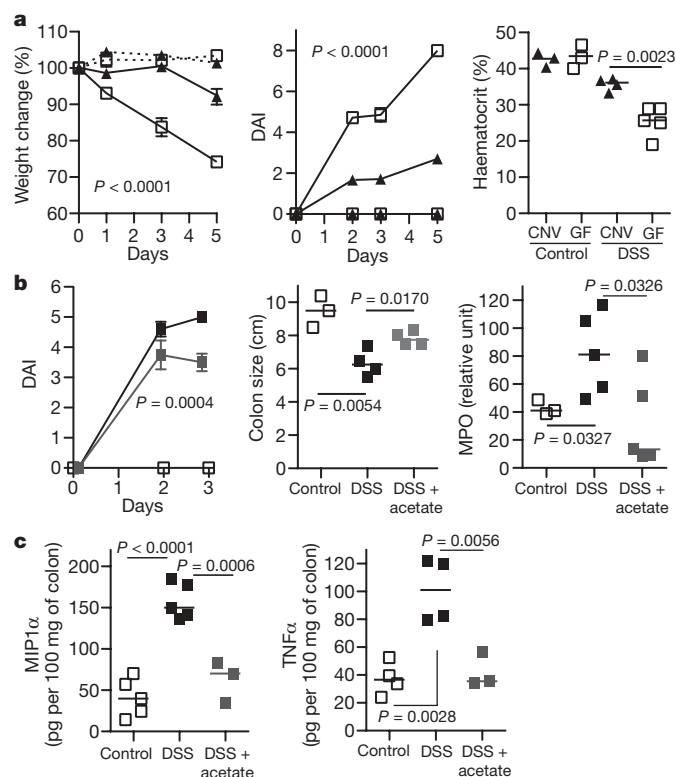 a
Weight change (%)
110
100
90
80
70
60
P < 0.0001
0 1 2 3 4 5
Days
DAI
8
6
4
2
0
P < 0.0001
0 1 2 3 4 5
Days
Haematocrit (%)
50
40
30
20
10
0
P = 0.0023
CNV GF CNV GF
Control DSS
b
DAI
6
5
4
3
2
1
0
P = 0.0004
0 1 2 3
Days
Colon size (cm)
10
8
6
4
2
0
P = 0.0170
P = 0.0054
Control DSS DSS +
acetate
MPO (relative unit)
120
100
80
60
40
20
0
P = 0.0326
P = 0.0327
Control DSS DSS +
acetate
c
MIP1α
(pg per 100 mg of colon)
200
150
100
50
0
P < 0.0001
P = 0.0006
Control DSS DSS +
acetate
TNFα
(pg per 100 mg of colon)
120
100
80
60
40
20
0
P = 0.0056
P = 0.0028
Control DSS DSS +
acetate